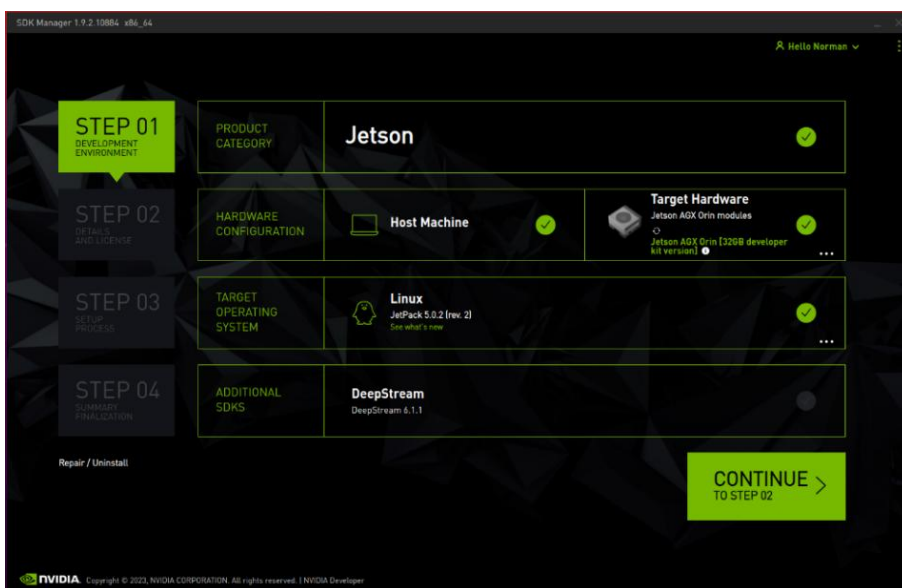 SDK Manager 1.9.2.10884 x86_64
Hello Norman
STEP 01
DEVELOPMENT
ENVIRONMENT
PRODUCT
CATEGORY
Jetson
STEP 02
DETAILS
AND LICENSE
HARDWARE
CONFIGURATION
Host Machine
Target Hardware
Jetson AGX Orin modules
Jetson AGX Orin [32GB developer
kit version]
...
STEP 03
SETUP
PROCESS
TARGET
OPERATING
SYSTEM
Linux
JetPack 5.0.2 (rev. 2)
See what's new
...
STEP 04
SUMMARY
FINALIZATION
ADDITIONAL
SDKS
DeepStream
DeepStream 6.1.1
Repair / Uninstall
CONTINUE
TO STEP 02
NVIDIA. Copyright © 2023, NVIDIA CORPORATION. All rights reserved. | NVIDIA Developer